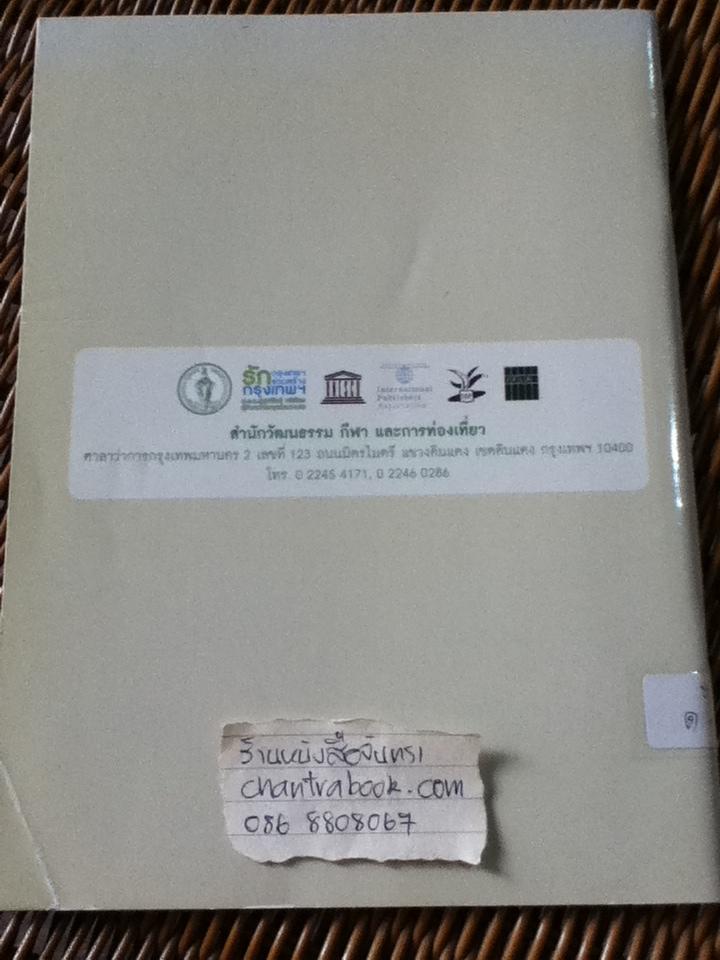 รัก
กรุงเทพฯ
International
Publishers
Association
สำนักวัฒนธรรม กีฬา และการท่องเที่ยว
ศาลาว่าการกรุงเทพมหานคร 2 เลขที่ 123 ถนนมิตรไมตรี แขวงดินแดง เขตดินแดง กรุงเทพฯ 10400
โทร. 0 2245 4171, 0 2246 0286
ร้านหนังสือจันทรา
chantrabook.com
086 8808067